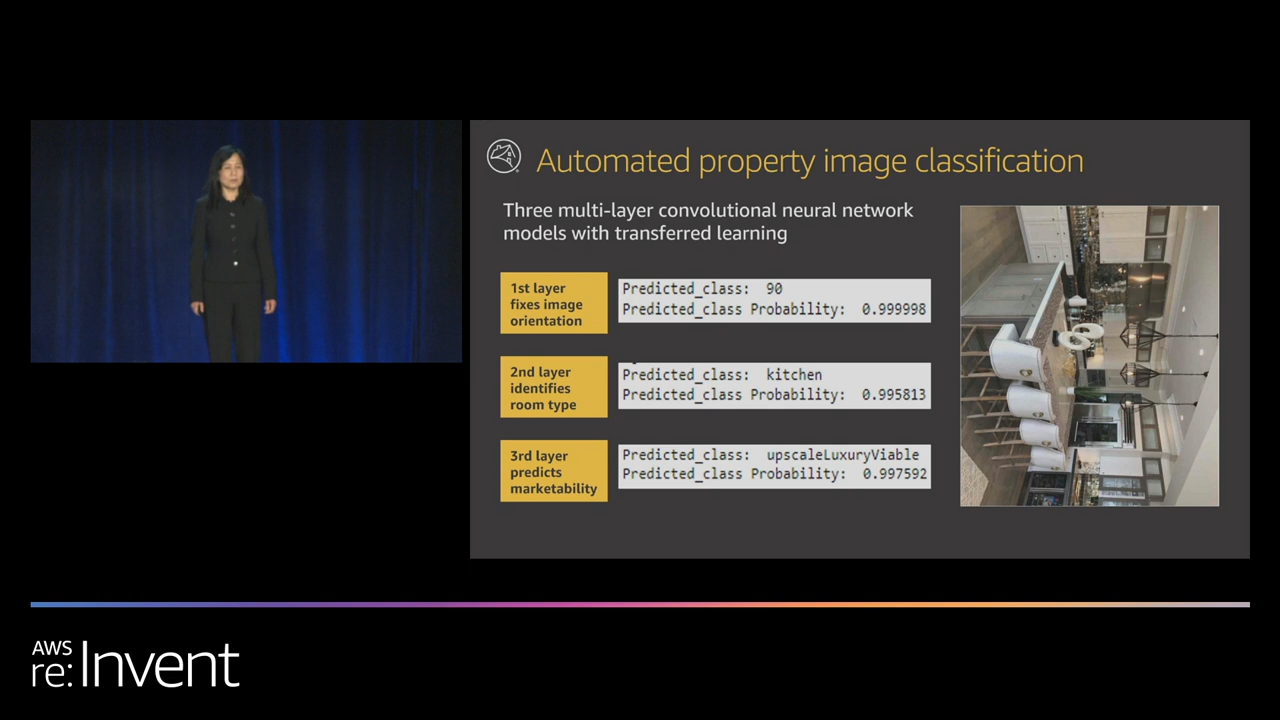 Automated property image classification
Three multi-layer convolutional neural network
models with transferred learning
1st layer
fixes image
orientation
Predicted_class: 90
Predicted_class Probability: 0.999998
2nd layer
identifies
room type
Predicted_class: kitchen
Predicted_class Probability: 0.995813
3rd layer
predicts
marketability
Predicted_class: upscaleLuxuryViable
Predicted_class Probability: 0.997592
AWS
re:Invent